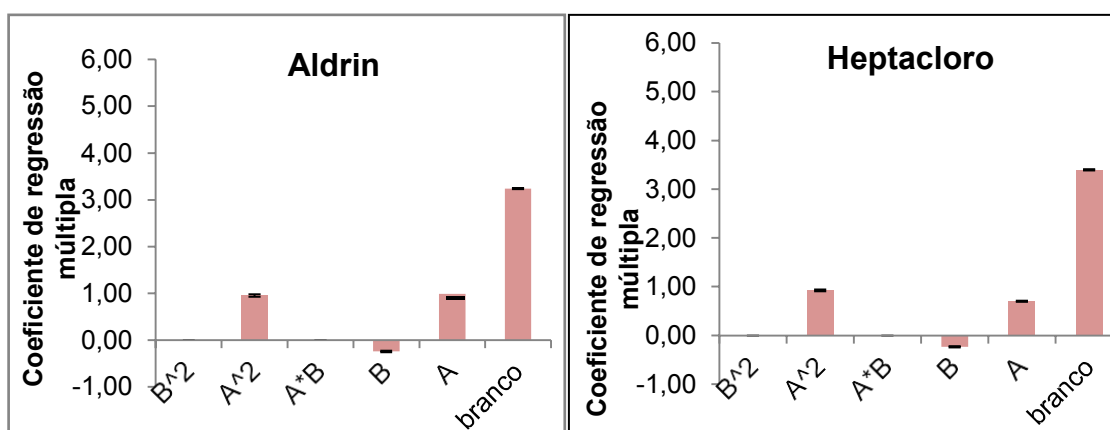 Aldrin
Coeficiente de regressão
múltipla
6,00
5,00
4,00
3,00
2,00
1,00
0,00
-1,00
B^2
A^2
A*B
B
A
branco
Heptacloro
Coeficiente de regressão
múltipla
6,00
5,00
4,00
3,00
2,00
1,00
0,00
-1,00
B^2
A^2
A*B
B
A
branco